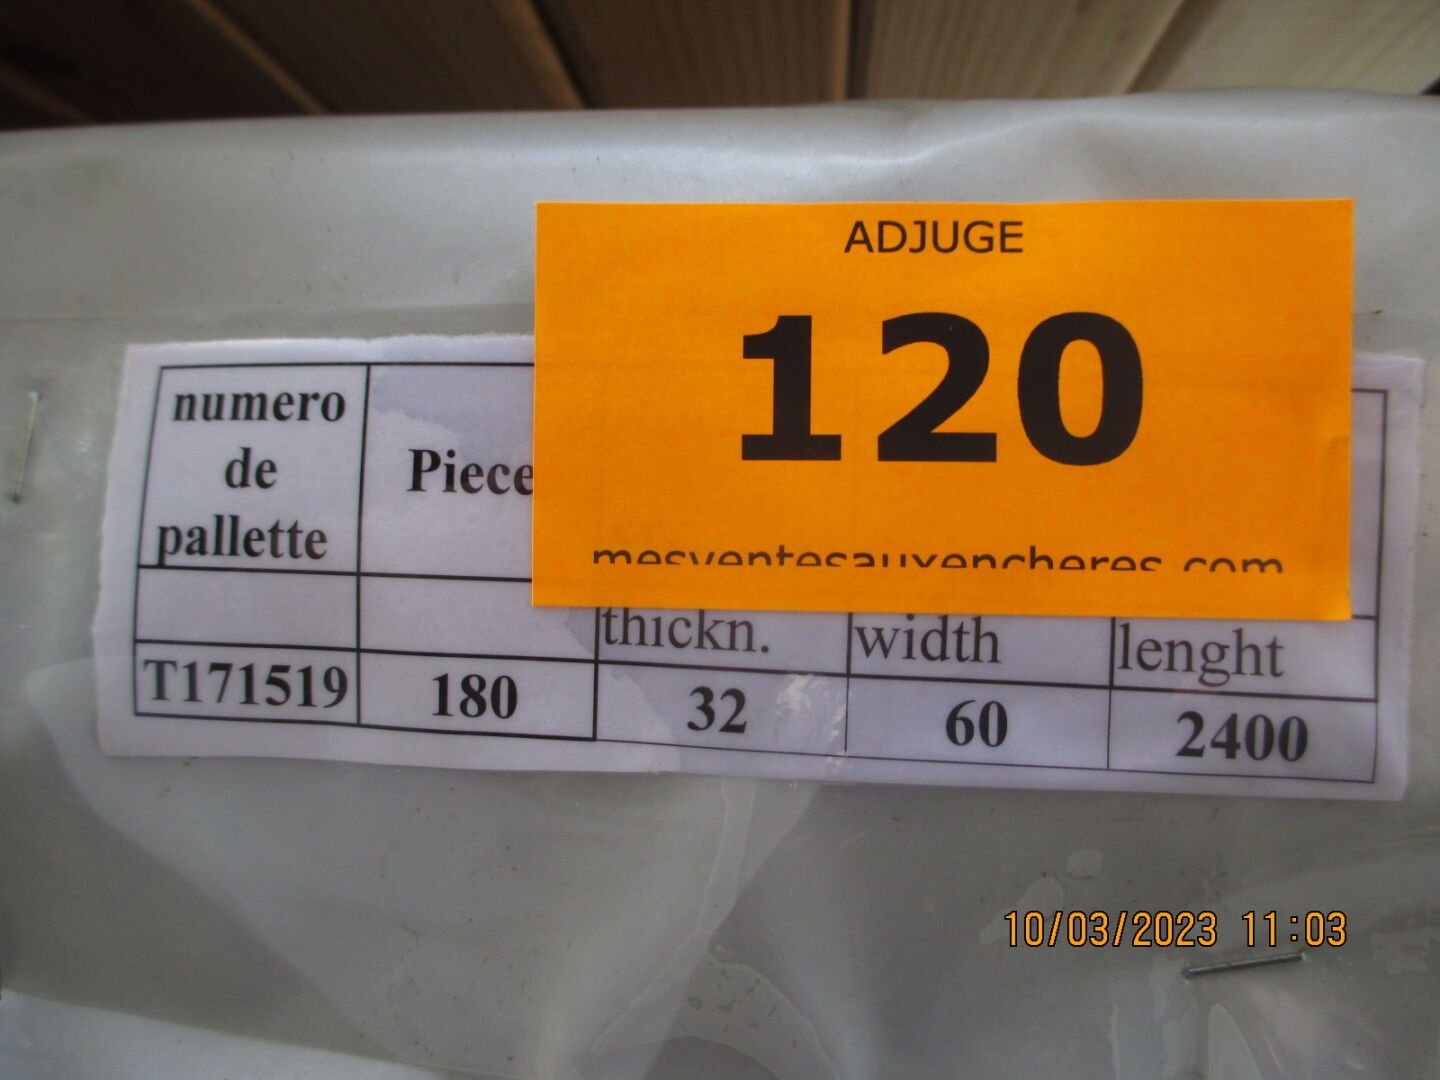 ADJUGE
120
mesventesauxencheres.com
numero
de
pallette
Piece
thickn. width lenght
T171519 180 32 60 2400
10/03/2023 11:03